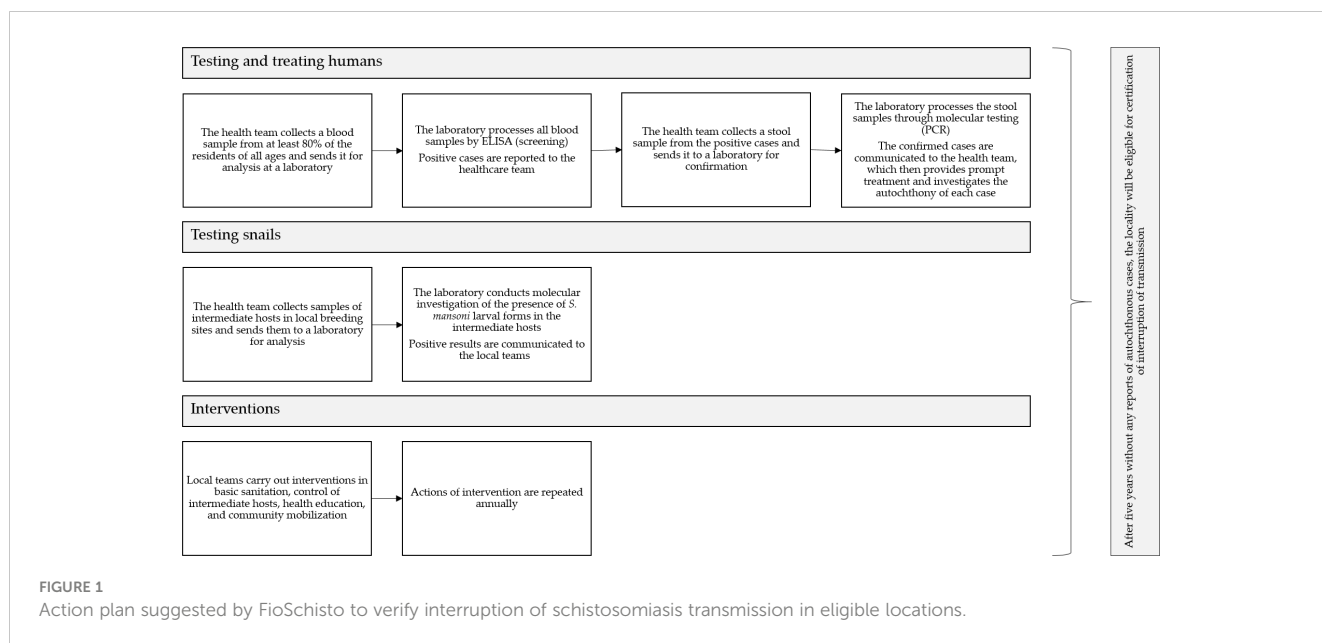 Testing and treating humans
The health team collects a blood
sample from at least 80% of the
residents of all ages and sends it for
analysis at a laboratory
The laboratory processes all blood
samples by ELISA (screening)
Positive cases are reported to the
healthcare team
The health team collects a stool
sample from the positive cases and
sends it to a laboratory for
confirmation
The laboratory processes the stool
samples through molecular testing
(PCR)
The confirmed cases are
communicated to the health team,
which then provides prompt
treatment and investigates the
autochthony of each case
Testing snails
The health team collects samples of
intermediate hosts in local breeding
sites and sends them to a laboratory
for analysis
The laboratory conducts molecular
investigation of the presence of S.
mansoni larval forms in the
intermediate hosts
Positive results are communicated to
the local teams
Interventions
Local teams carry out interventions in
basic sanitation, control of
intermediate hosts, health education,
and community mobilization
Actions of intervention are repeated
annually
After five years without any reports of autochthonous cases, the locality will be eligible for certification
of interruption of transmission
FIGURE 1
Action plan suggested by FioSchisto to verify interruption of schistosomiasis transmission in eligible locations.